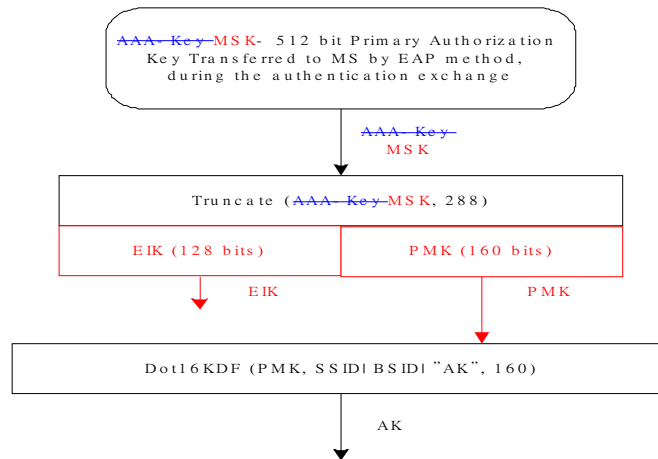 AAA- Key MSK- 512 bit Primary Authorization
Key Transferred to MS by EAP method,
during the authentication exchange
AAA- Key
MSK
Truncate (AAA- Key MSK, 288)
EIK (128 bits) PMK (160 bits)
EIK PMK
Dot16KDF (PMK, SSID| BSID| ”AK”, 160)
AK